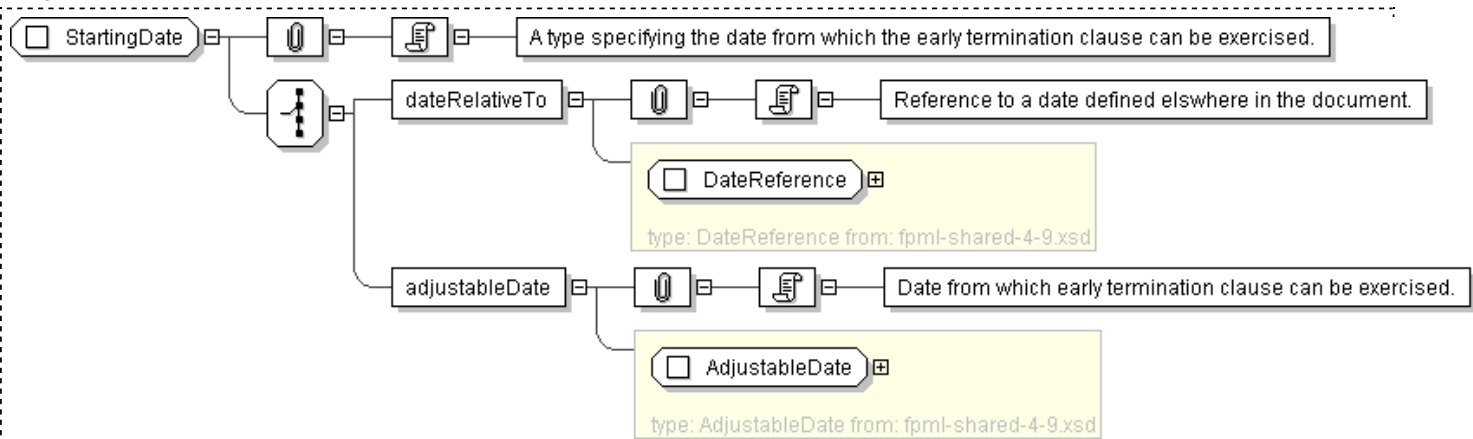 StartingDate
A type specifying the date from which the early termination clause can be exercised.
dateRelativeTo
Reference to a date defined elswhere in the document.
DateReference
type: DateReference from: fpml-shared-4-9.xsd
adjustableDate
Date from which early termination clause can be exercised.
AdjustableDate
type: AdjustableDate from: fpml-shared-4-9.xsd